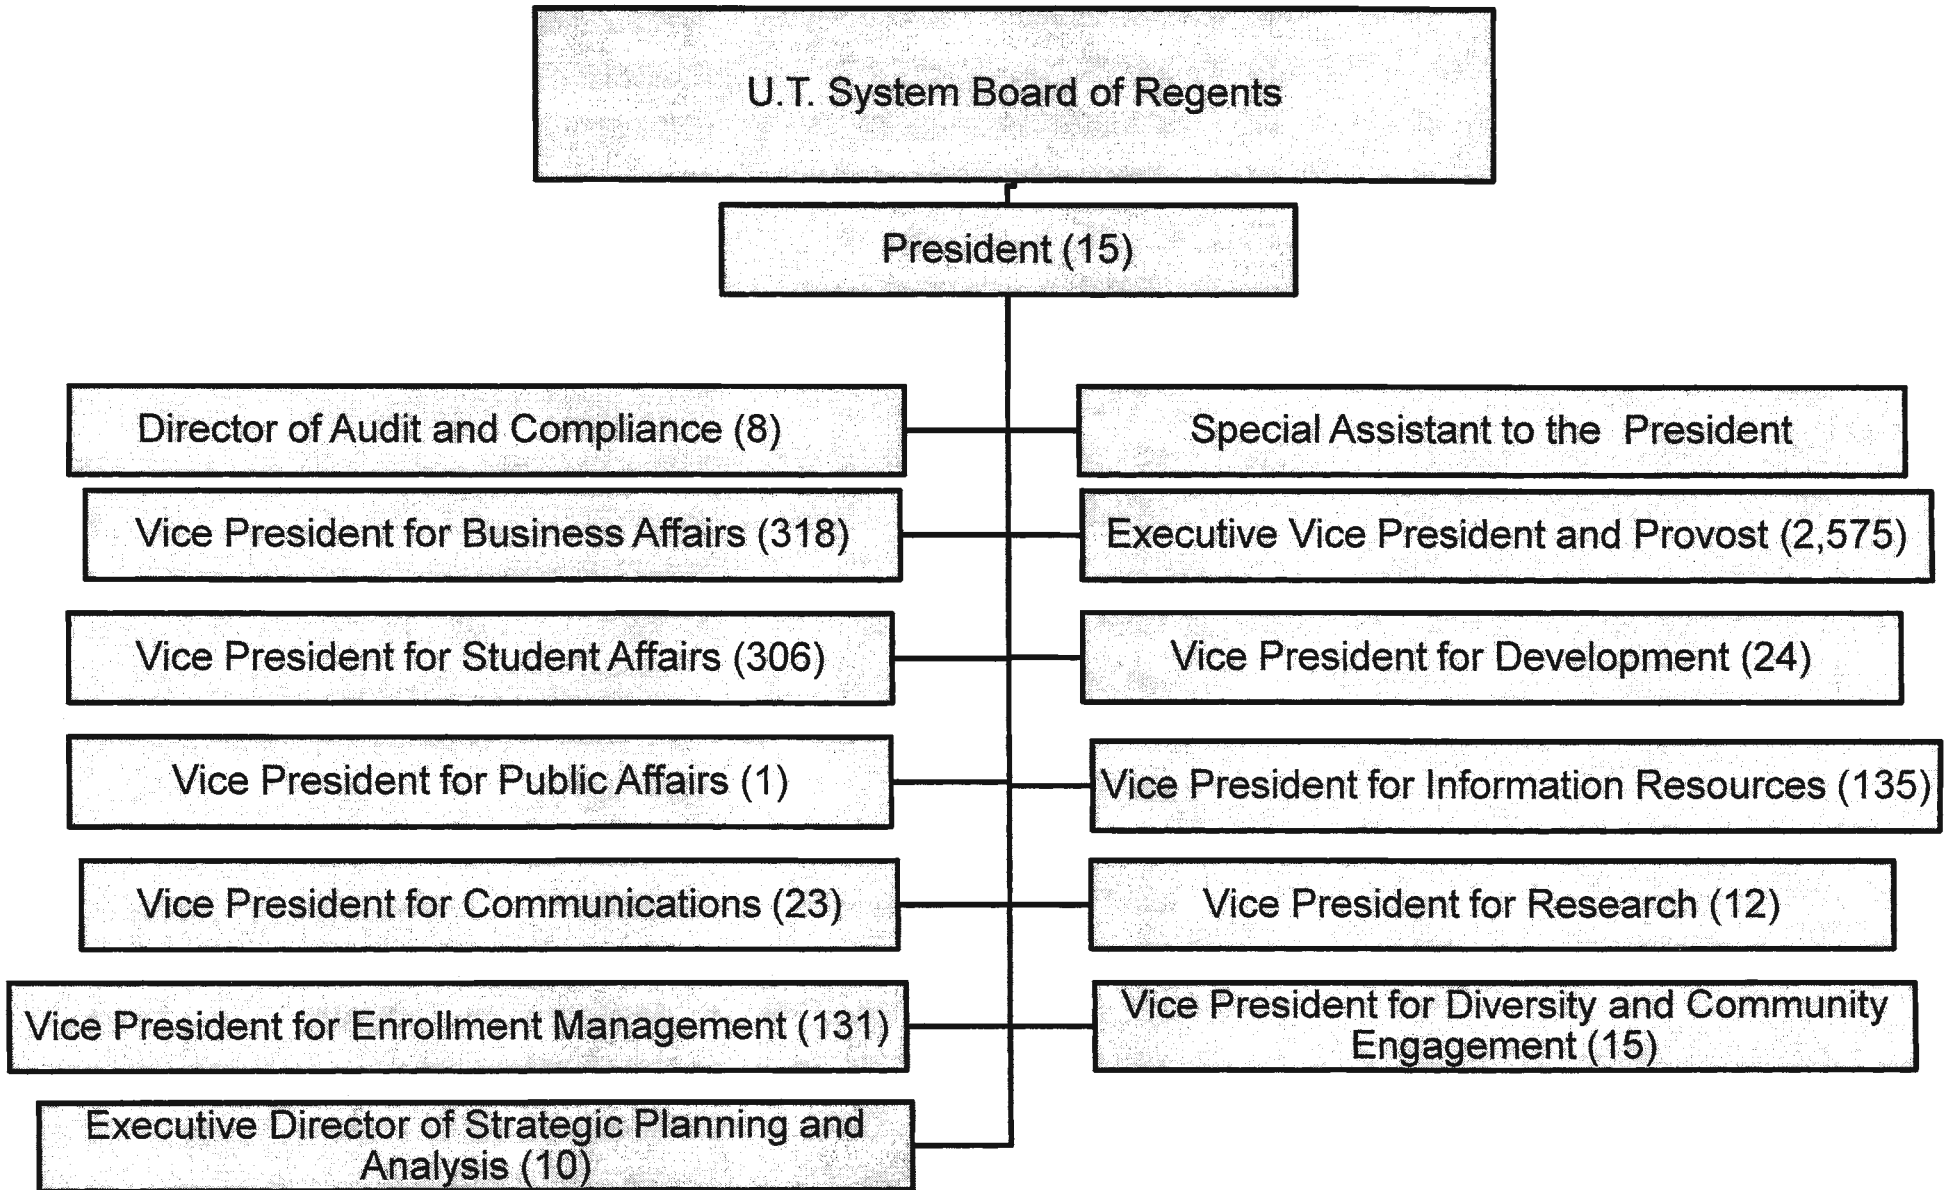 U.T. System Board of Regents
President (15)
Director of Audit and Compliance (8)
Special Assistant to the President
Vice President for Business Affairs (318)
Executive Vice President and Provost (2,575)
Vice President for Student Affairs (306)
Vice President for Development (24)
Vice President for Public Affairs (1)
Vice President for Information Resources (135)
Vice President for Communications (23)
Vice President for Research (12)
Vice President for Enrollment Management (131)
Vice President for Diversity and Community
Engagement (15)
Executive Director of Strategic Planning and
Analysis (10)